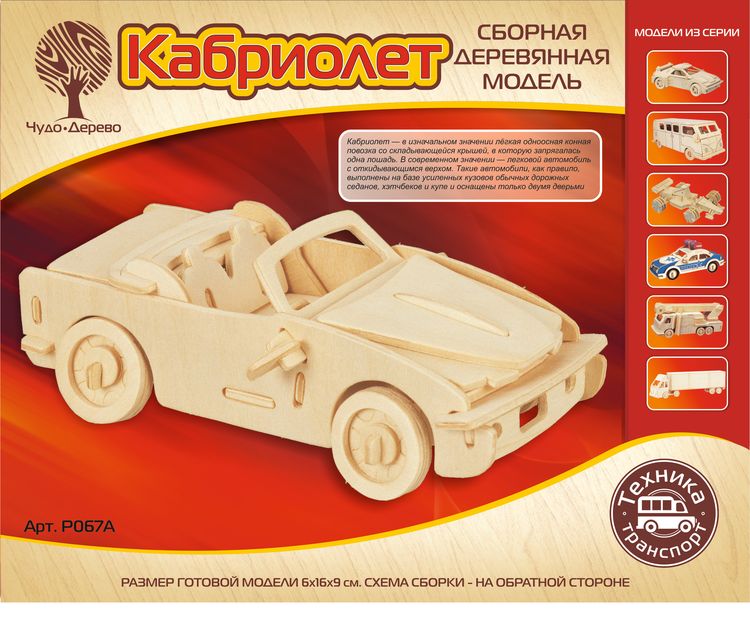 Чудо•Дерево
Кабриолет
СБОРНАЯ
ДЕРЕВЯННАЯ
МОДЕЛЬ
МОДЕЛИ ИЗ СЕРИИ
Кабриолет — в изначальном значении лёгкая одноосная конная
повозка со складывающейся крышей, в которую запрягалась
одна лошадь. В современном значении — легковой автомобиль
с откидывающимся верхом. Такие автомобили, как правило,
выполнены на базе усиленных кузовов обычных дорожных
седанов, хэтчбеков и купе и оснащены только двумя дверьми
Арт. P067A
Техника
транспорт
РАЗМЕР ГОТОВОЙ МОДЕЛИ 6x16x9 см. СХЕМА СБОРКИ - НА ОБРАТНОЙ СТОРОНЕ